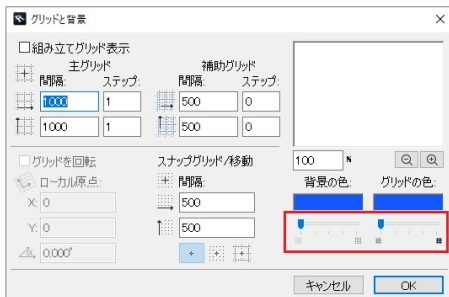 グリッドと背景
組み立てグリッド表示
主グリッド
間隔: ステップ:
1000 1
1000 1
補助グリッド
間隔: ステップ:
500 0
500 0
グリッドを回転
ローカル原点:
X: 0
Y: 0
0.000°
スナップグリッド/移動
間隔:
500
500
100 %
背景の色: グリッドの色:
キャンセル OK